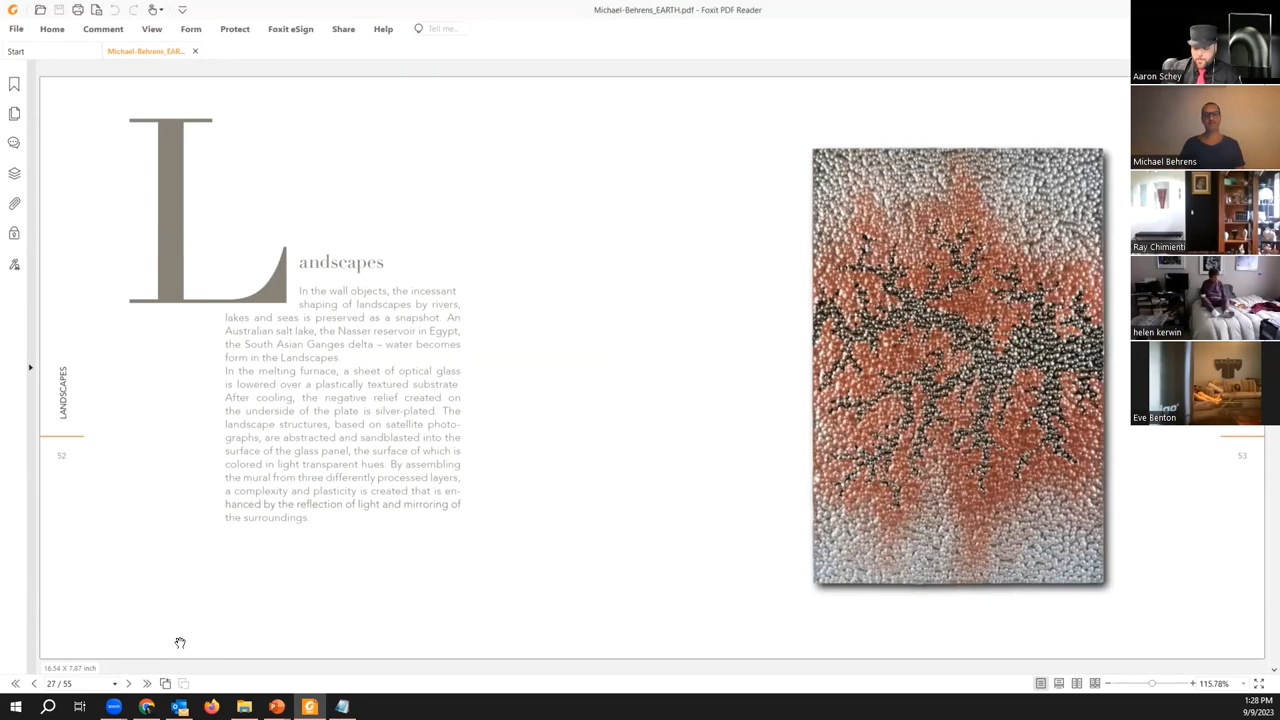 Michael-Behrens_EARTH.pdf - Foxit PDF Reader
File Home Comment View Form Protect Foxit eSign Share Help Tell me...
Start Michael-Behrens_EAR...
Landscapes
In the wall objects, the incessant
shaping of landscapes by rivers,
lakes and seas is preserved as a snapshot. An
Australian salt lake, the Nasser reservoir in Egypt,
the South Asian Ganges delta – water becomes
form in the Landscapes.
In the melting furnace, a sheet of optical glass
is lowered over a plastically textured substrate.
After cooling, the negative relief created on
the underside of the plate is silver-plated. The
landscape structures, based on satellite photo-
graphs, are abstracted and sandblasted into the
surface of the glass panel, the surface of which is
colored in light transparent hues. By assembling
the mural from three differently processed layers,
a complexity and plasticity is created that is en-
hanced by the reflection of light and mirroring of
the surroundings.
LANDSCAPES
52
53
Aaron Schey
Michael Behrens
Ray Chimienti
helen kerwin
Eve Benton
16.54 X 7.87 inch
27 / 55
115.78%
1:28 PM
9/9/2023